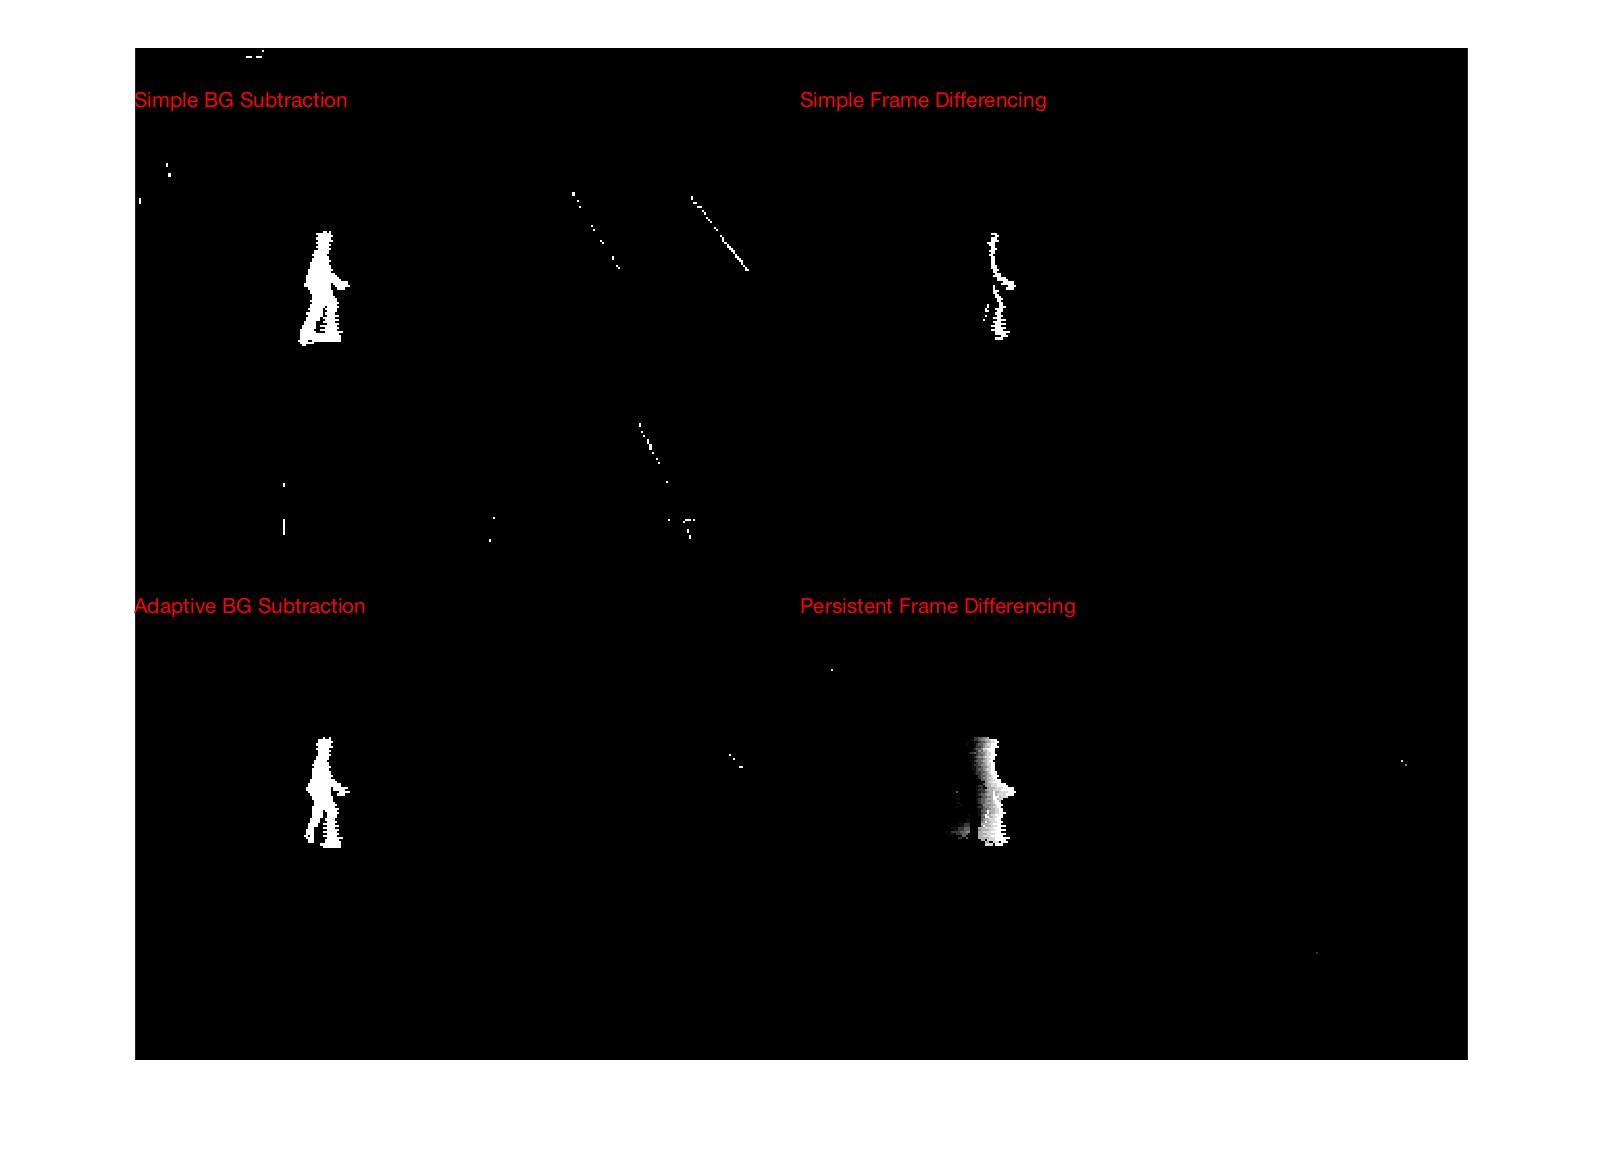 Simple BG Subtraction
Simple Frame Differencing
Adaptive BG Subtraction
Persistent Frame Differencing